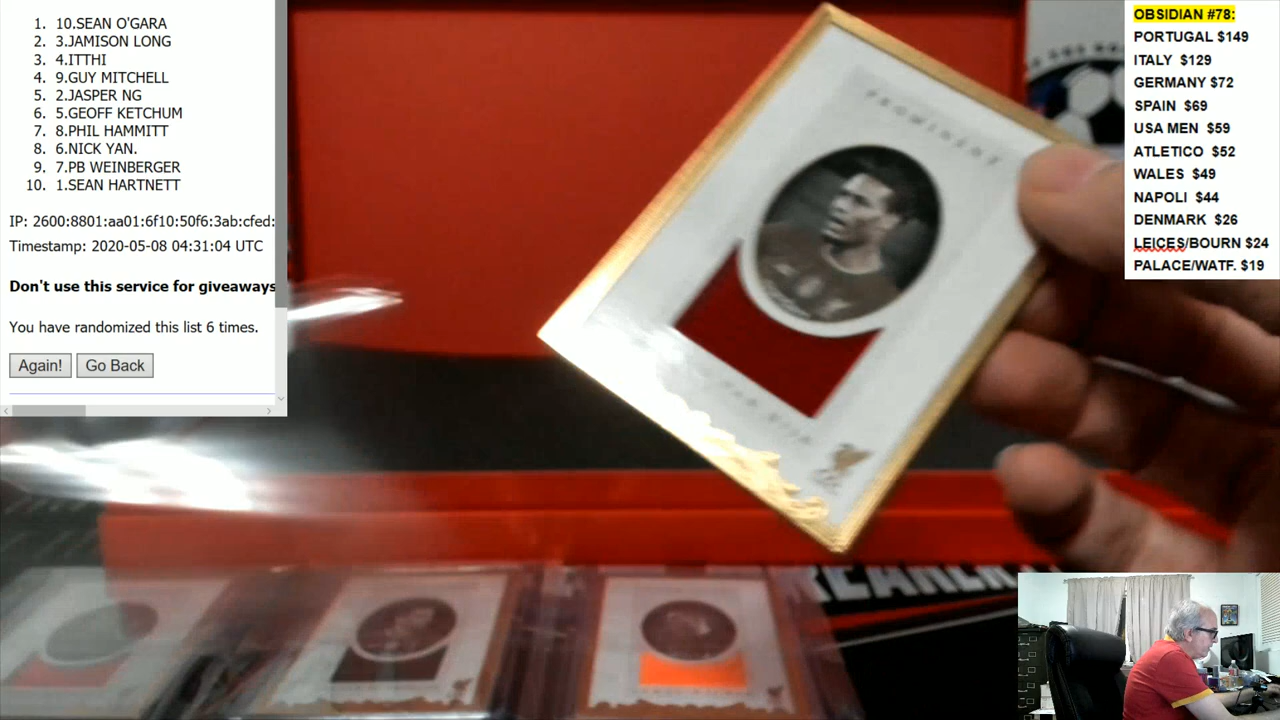 1. 10.SEAN O'GARA
2. 3.JAMISON LONG
3. 4.ITTHI
4. 9.GUY MITCHELL
5. 2.JASPER NG
6. 5.GEOFF KETCHUM
7. 8.PHIL HAMMITT
8. 6.NICK YAN.
9. 7.PB WEINBERGER
10. 1.SEAN HARTNETT
IP: 2600:8801:aa01:6f10:50f6:3ab:cfed:
Timestamp: 2020-05-08 04:31:04 UTC
Don't use this service for giveaways
You have randomized this list 6 times.
Again! Go Back
PROMINENT
OBSIDIAN #78:
PORTUGAL $149
ITALY $129
GERMANY $72
SPAIN $69
USA MEN $59
ATLETICO $52
WALES $49
NAPOLI $44
DENMARK $26
LEICES/BOURN $24
PALACE/WATF. $19